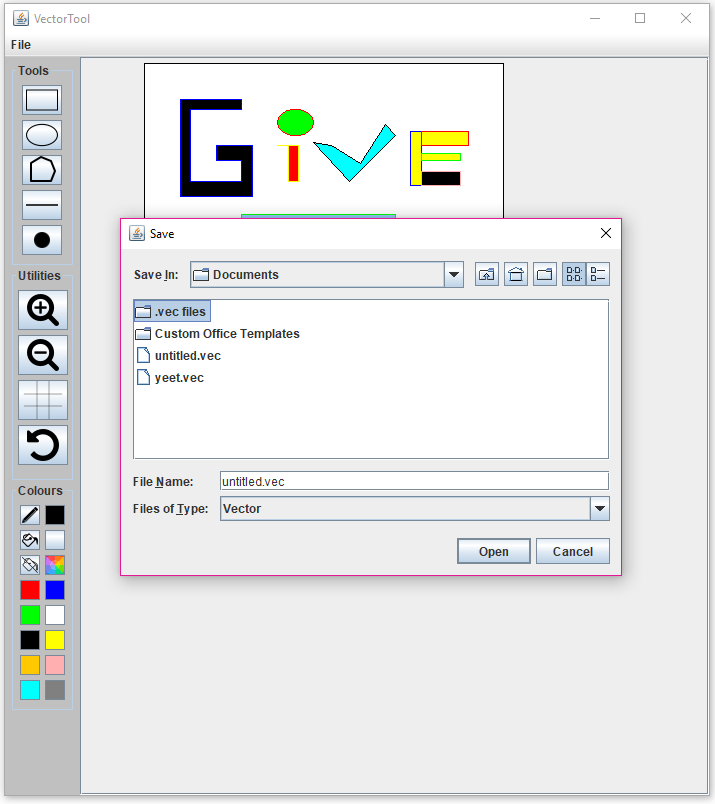 VectorTool
File
Tools
GivE
Save
Save In:
Documents
.vec files
Custom Office Templates
untitled.vec
yeet.vec
File Name:
untitled.vec
Files of Type:
Vector
Open
Cancel
Utilities
Colours